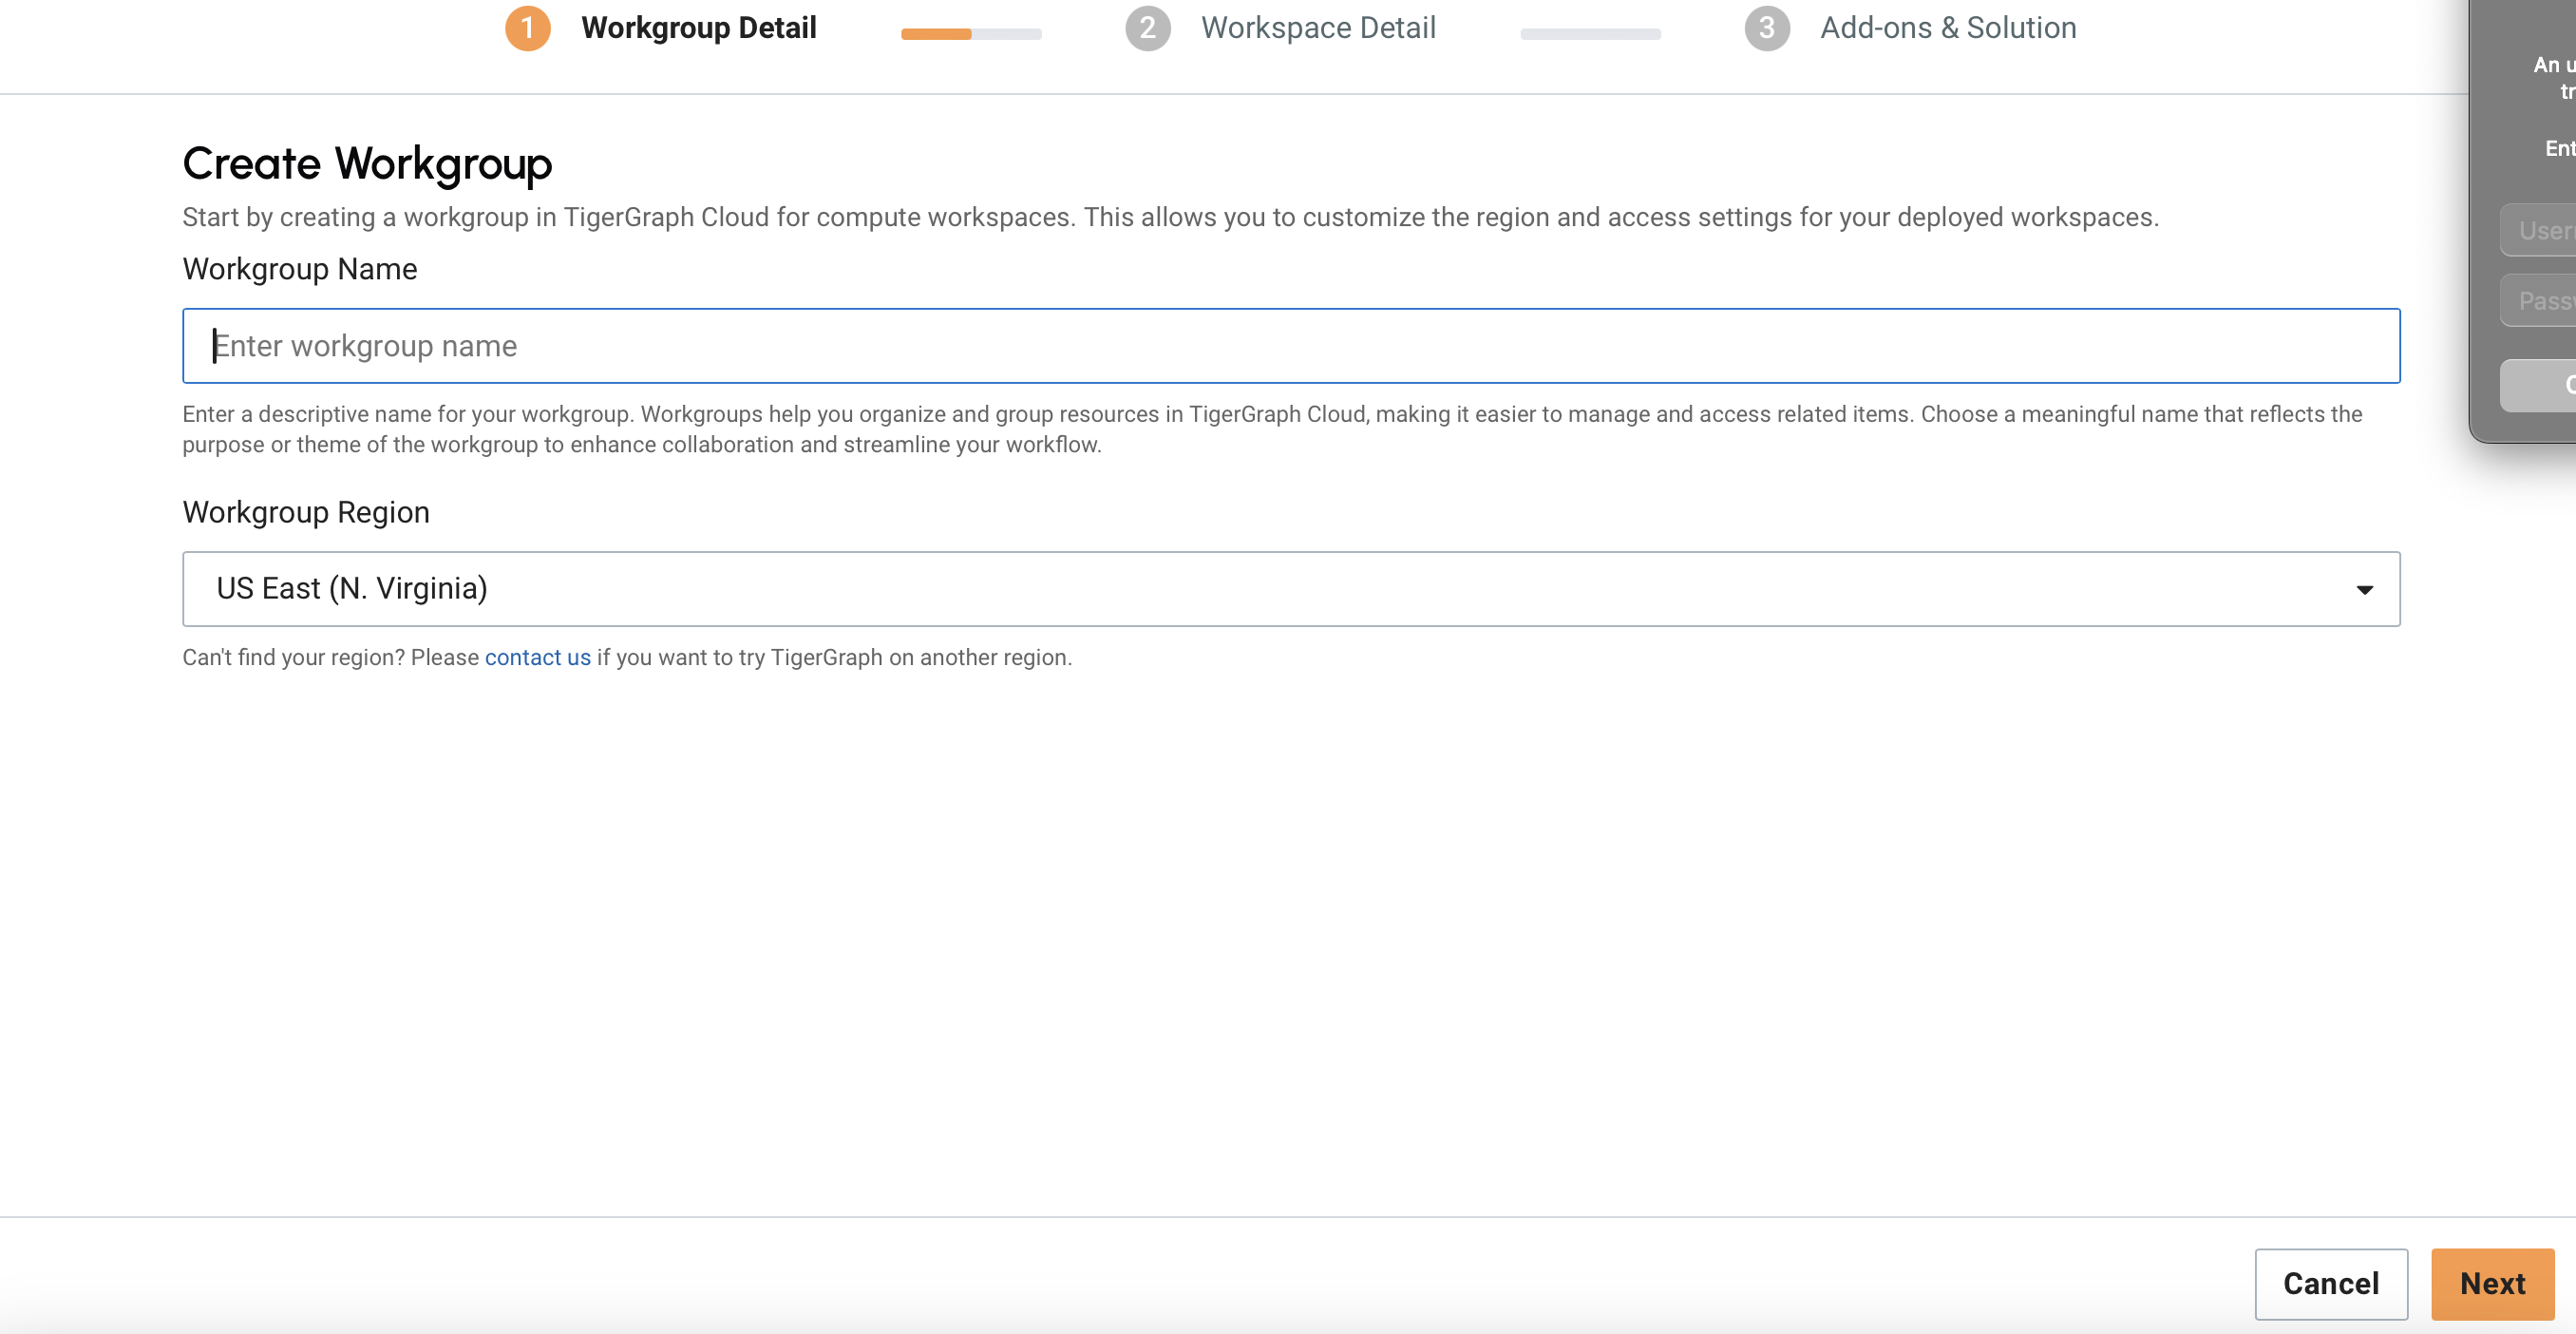 1 Workgroup Detail 2 Workspace Detail 3 Add-ons & Solution
An
Create Workgroup
Start by creating a workgroup in TigerGraph Cloud for compute workspaces. This allows you to customize the region and access settings for your deployed workspaces.
Workgroup Name
Enter workgroup name
Enter a descriptive name for your workgroup. Workgroups help you organize and group resources in TigerGraph Cloud, making it easier to manage and access related items. Choose a meaningful name that reflects the
purpose or theme of the workgroup to enhance collaboration and streamline your workflow.
Workgroup Region
US East (N. Virginia)
Can't find your region? Please contact us if you want to try TigerGraph on another region.
Cancel Next